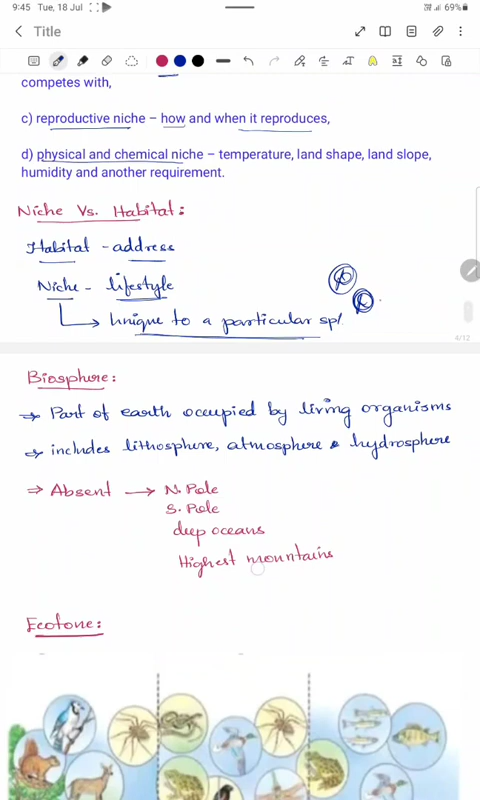 9:45 Tue, 18 Jul
69%
Title
competes with,
c) reproductive niche – how and when it reproduces,
d) physical and chemical niche – temperature, land shape, land slope,
humidity and another requirement.
Niche Vs. Habitat:
Habitat - address
Niche - lifestyle
→ Unique to a particular sp/
4/12
Biosphere:
→ Part of earth occupied by living organisms
→ includes lithosphere, atmosphere & hydrosphere
⇒ Absent → N. Pole
S. Pole
deep oceans
Highest mountains
Ecotone: